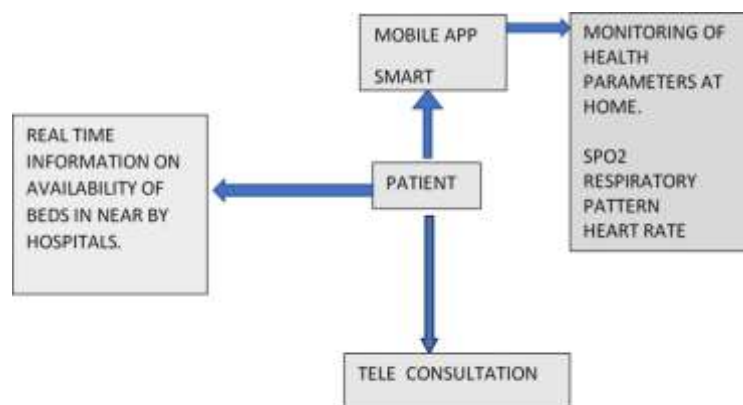 MOBILE APP
SMART
MONITORING OF
HEALTH
PARAMETERS AT
HOME.
SPO2
RESPIRATORY
PATTERN
HEART RATE
REAL TIME
INFORMATION ON
AVAILABILITY OF
BEDS IN NEAR BY
HOSPITALS.
PATIENT
TELE CONSULTATION